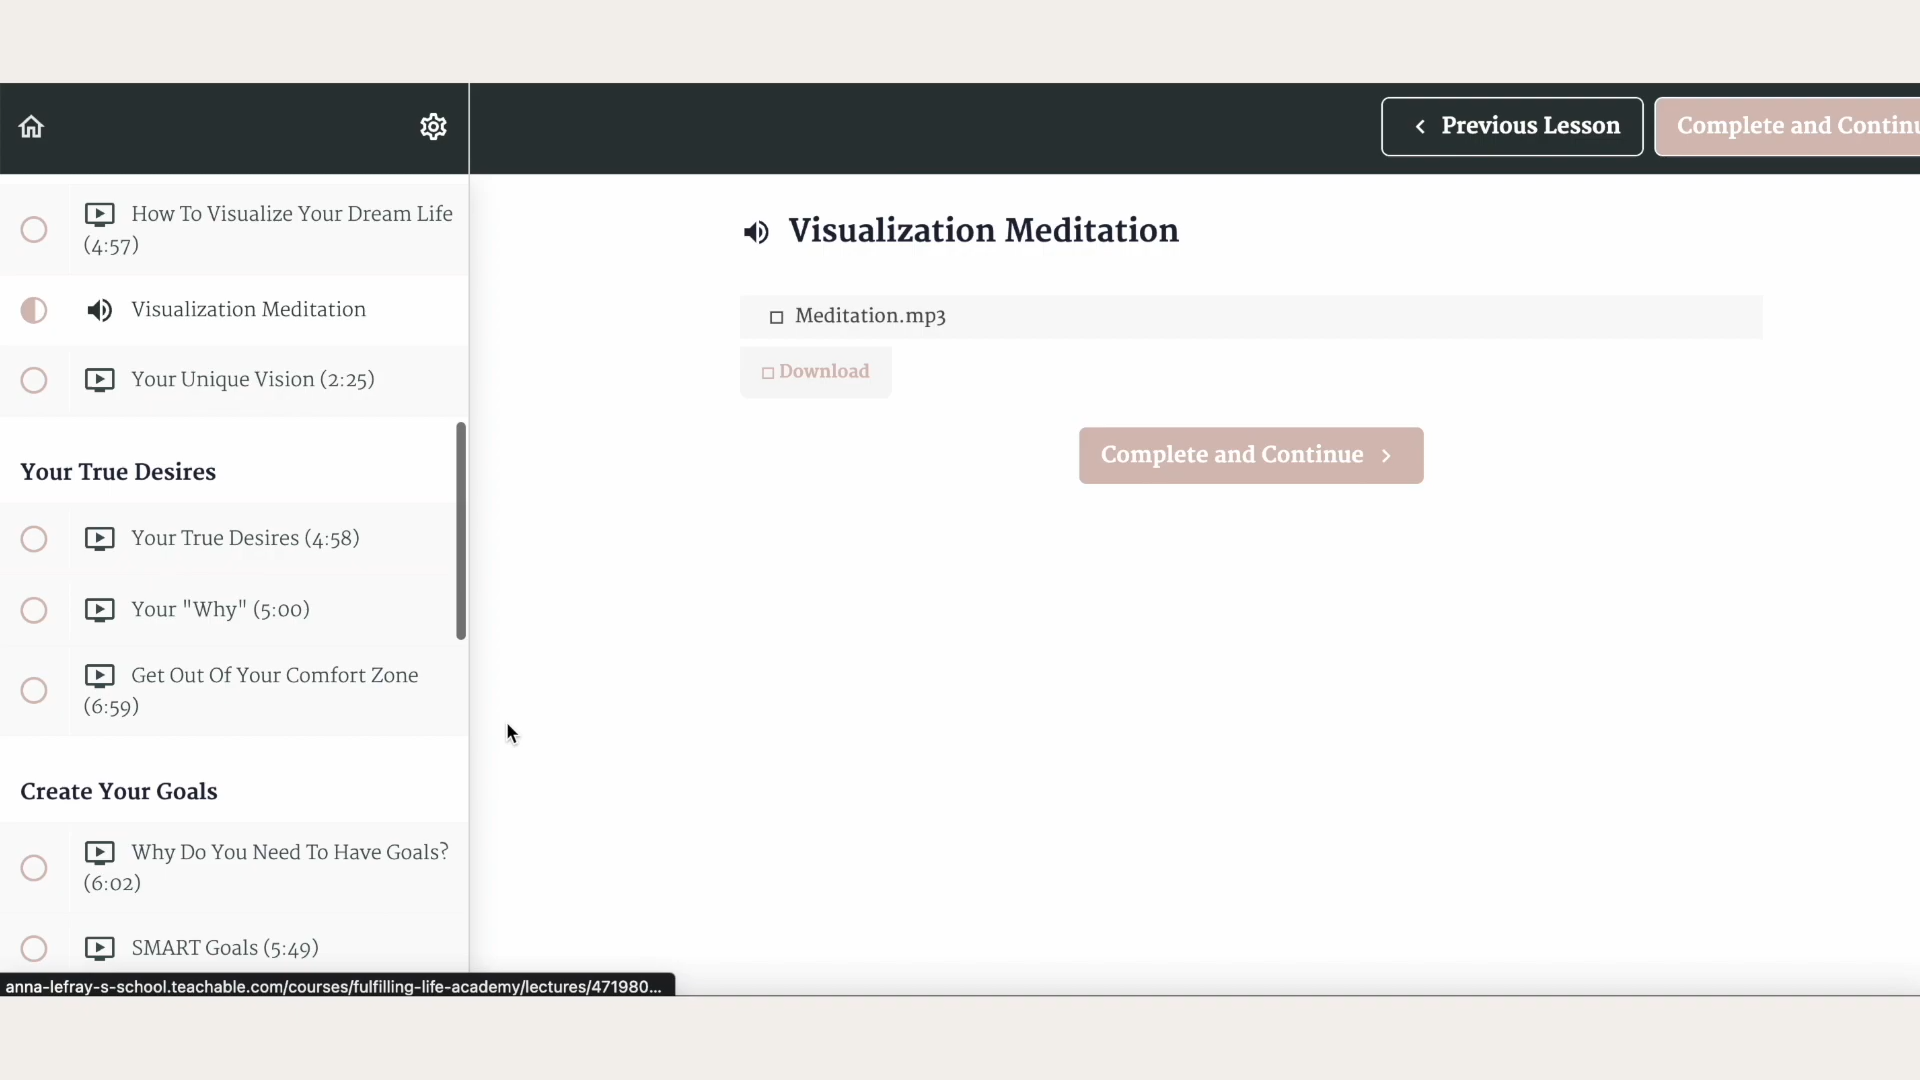 Previous Lesson
Complete and Continu
How To Visualize Your Dream Life
(4:57)
Visualization Meditation
Your Unique Vision (2:25)
Your True Desires
Your True Desires (4:58)
Your "Why" (5:00)
Get Out Of Your Comfort Zone
(6:59)
Create Your Goals
Why Do You Need To Have Goals?
(6:02)
SMART Goals (5:49)
Visualization Meditation
Meditation.mp3
Download
Complete and Continue
anna-lefray-s-school.teachable.com/courses/fulfilling-life-academy/lectures/471980...